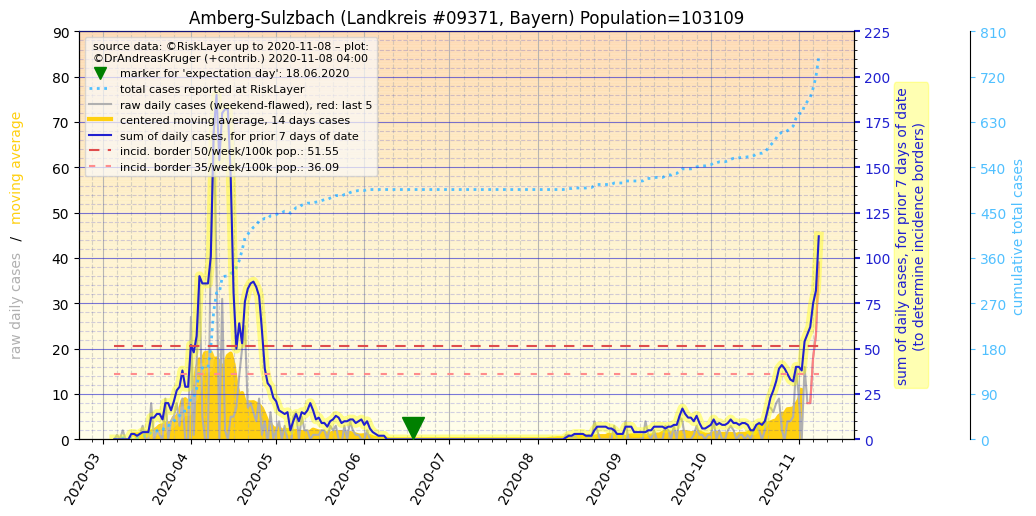 Amberg-Sulzbach (Landkreis #09371, Bayern) Population=103109
source data: ©RiskLayer up to 2020-11-08 – plot:
©DrAndreasKruger (+contrib.) 2020-11-08 04:00
marker for 'expectation day': 18.06.2020
total cases reported at RiskLayer
raw daily cases (weekend-flawed), red: last 5
centered moving average, 14 days cases
sum of daily cases, for prior 7 days of date
incid. border 50/week/100k pop.: 51.55
incid. border 35/week/100k pop.: 36.09
raw daily cases / moving average
90
80
70
60
50
40
30
20
10
0
2020-03
2020-04
2020-05
2020-06
2020-07
2020-08
2020-09
2020-10
2020-11
225
200
175
150
125
100
75
50
25
0
sum of daily cases, for prior 7 days of date
(to determine incidence borders)
810
720
630
540
450
360
270
180
90
0
cumulative total cases